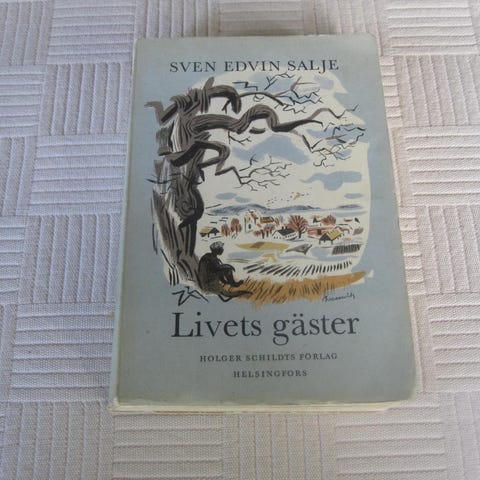 SVEN EDVIN SALJE
Livets gäster
HOLGER SCHILDTS FÖRLAG
HELSINGFORS